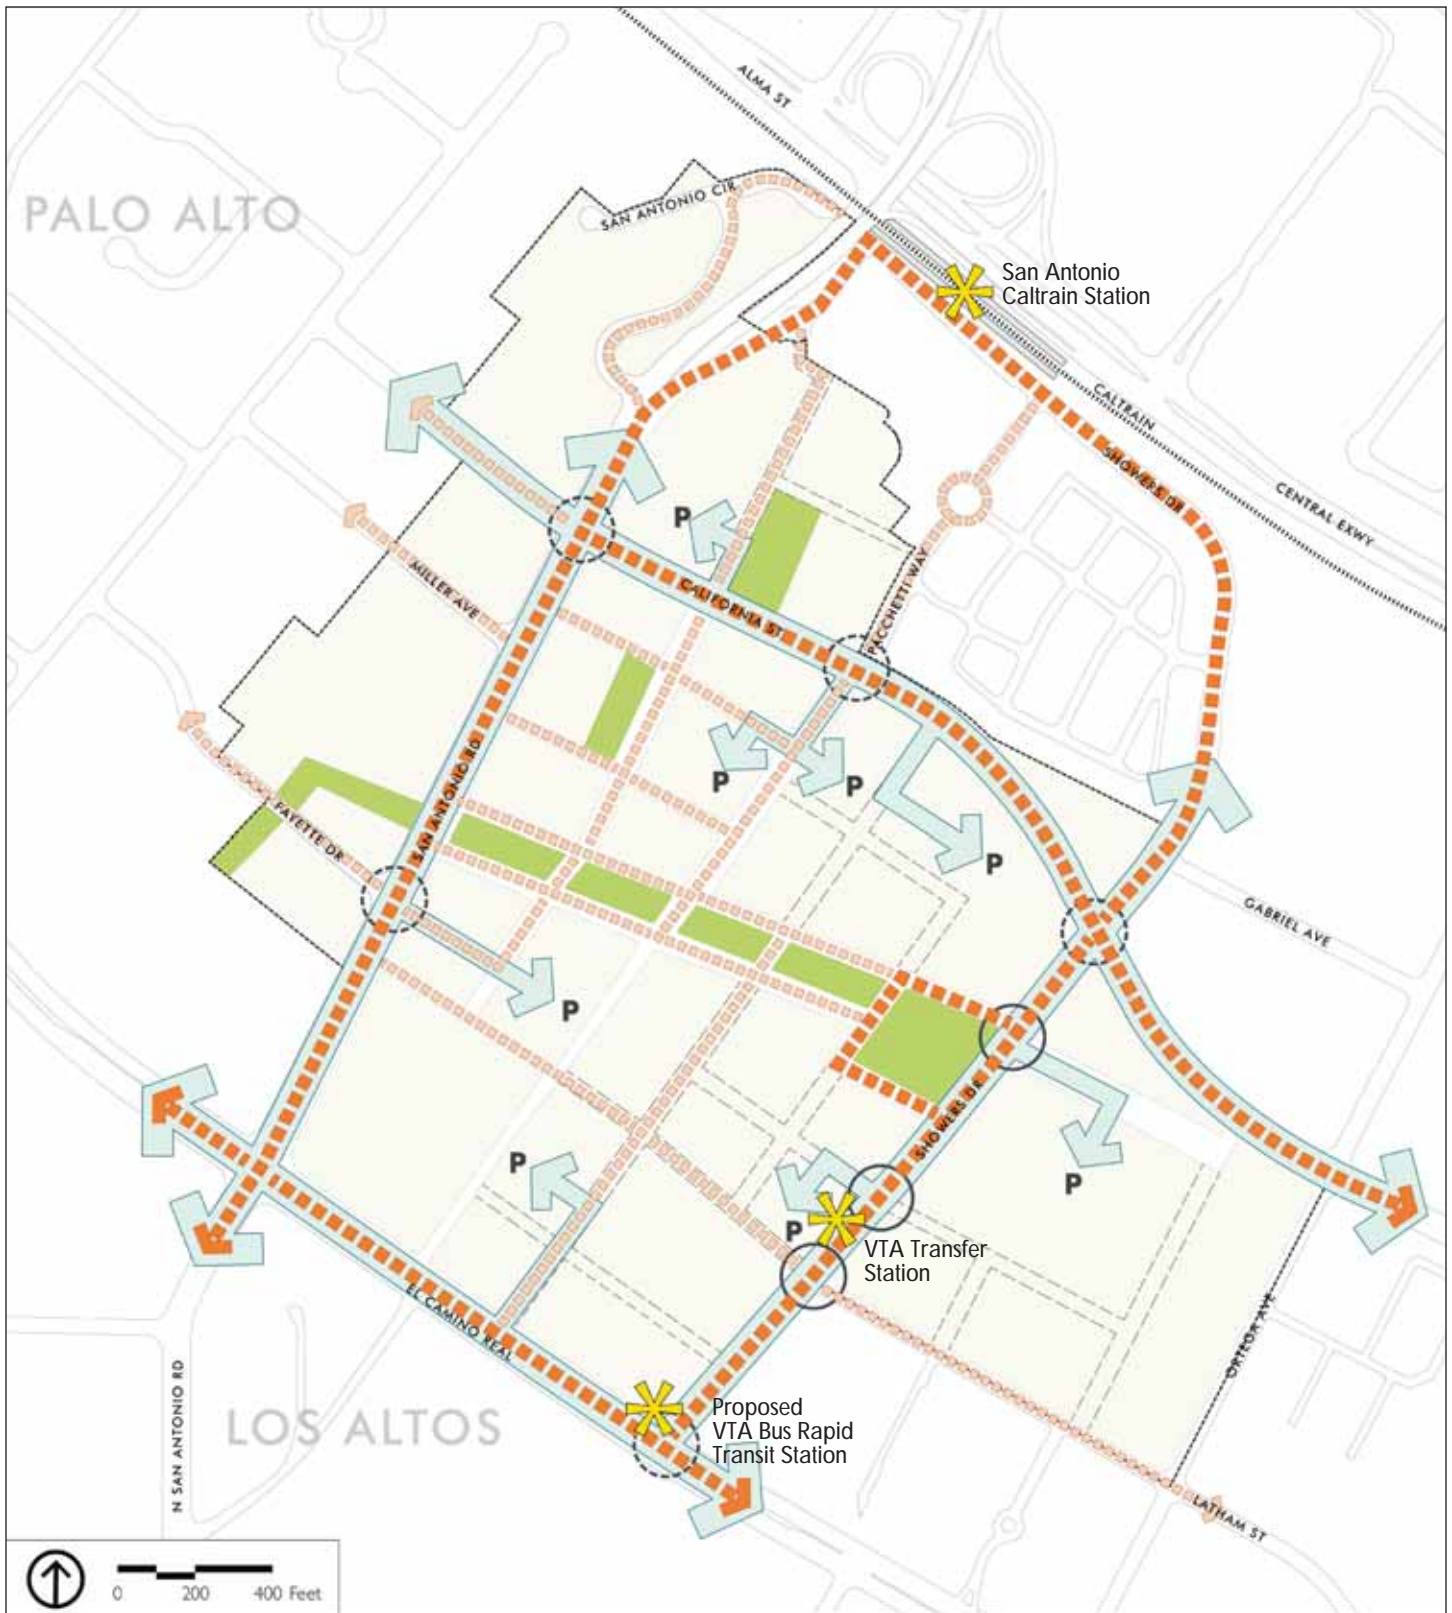 ALMA ST
PALO ALTO
SAN ANTONIO CIR
San Antonio
Caltrain Station
CALTRAIN
SHOWERS DR
CENTRAL EXWY
P
MILLER AVE
CALIFORNIA ST
PACCHETTI WAY
SAN ANTONIO RD
P
P
P
FAYETTE DR
GABRIEL AVE
P
SHOWERS DR
P
P
P
VTA Transfer
Station
EL CAMINO REAL
ORTEGA AVE
N SAN ANTONIO RD
LOS ALTOS
Proposed
VTA Bus Rapid
Transit Station
LATHAM ST
0 200 400 Feet